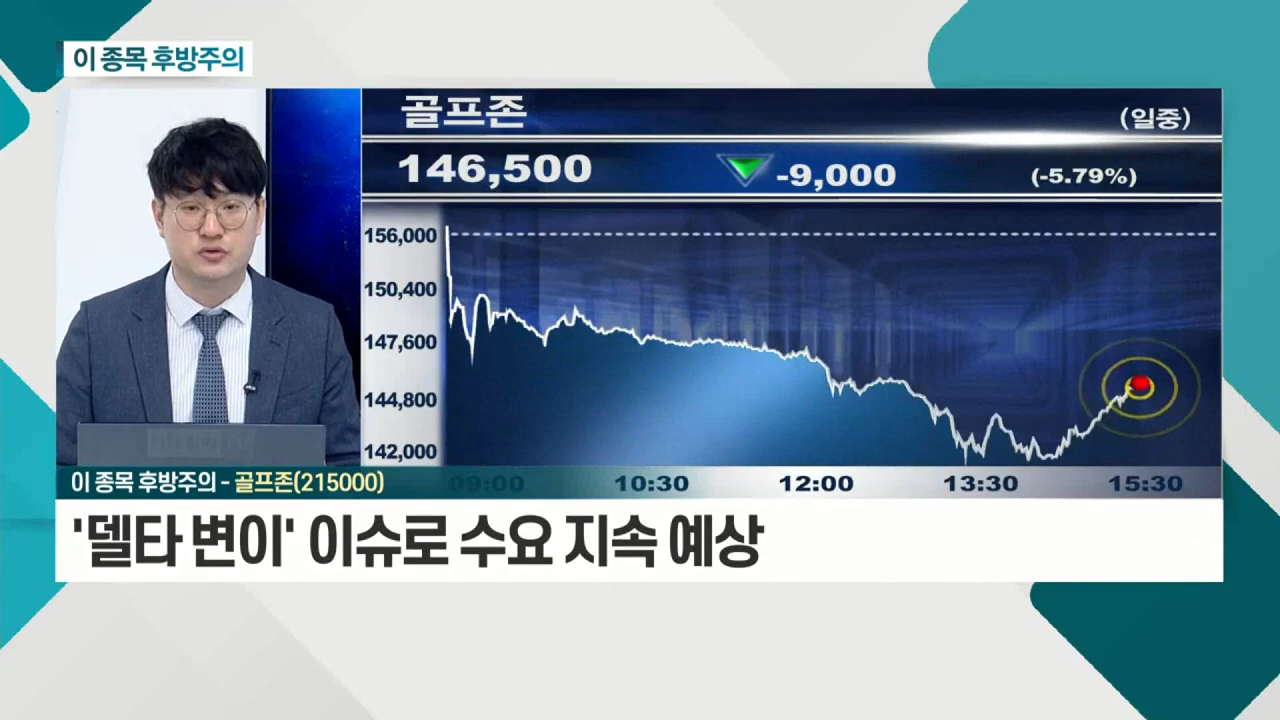 이 종목 후방주의
골프존
(일중)
146,500 ▼ -9,000 (-5.79%)
156,000
150,400
147,600
144,800
142,000
09:00 10:30 12:00 13:30 15:30
이 종목 후방주의 - 골프존(215000)
'델타 변이' 이슈로 수요 지속 예상